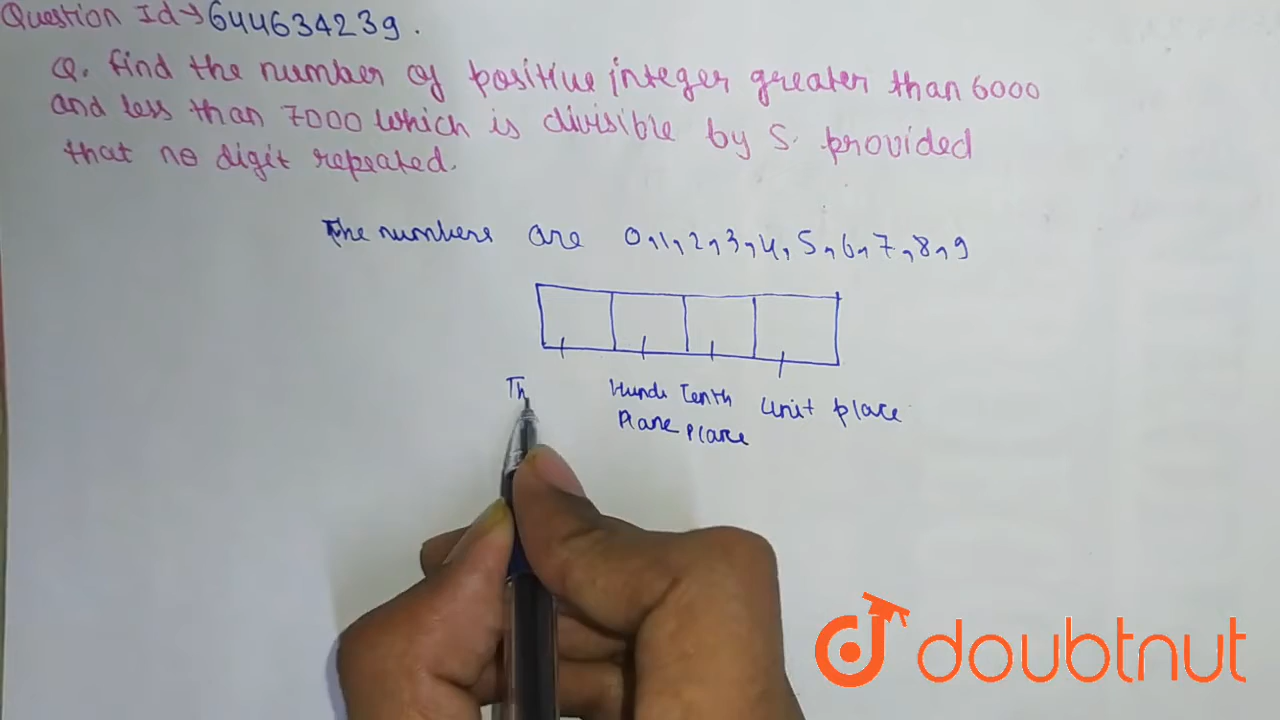 Question Id→ 644634239.
Q. find the number of positive integer greater than 6000
and less than 7000 which is divisible by 5. provided
that no digit repeated.
The numbers are 0,1,2,3,4,5,6,7,8,9
Th Hundr Tenth Unit place
Place Place
doubtnut